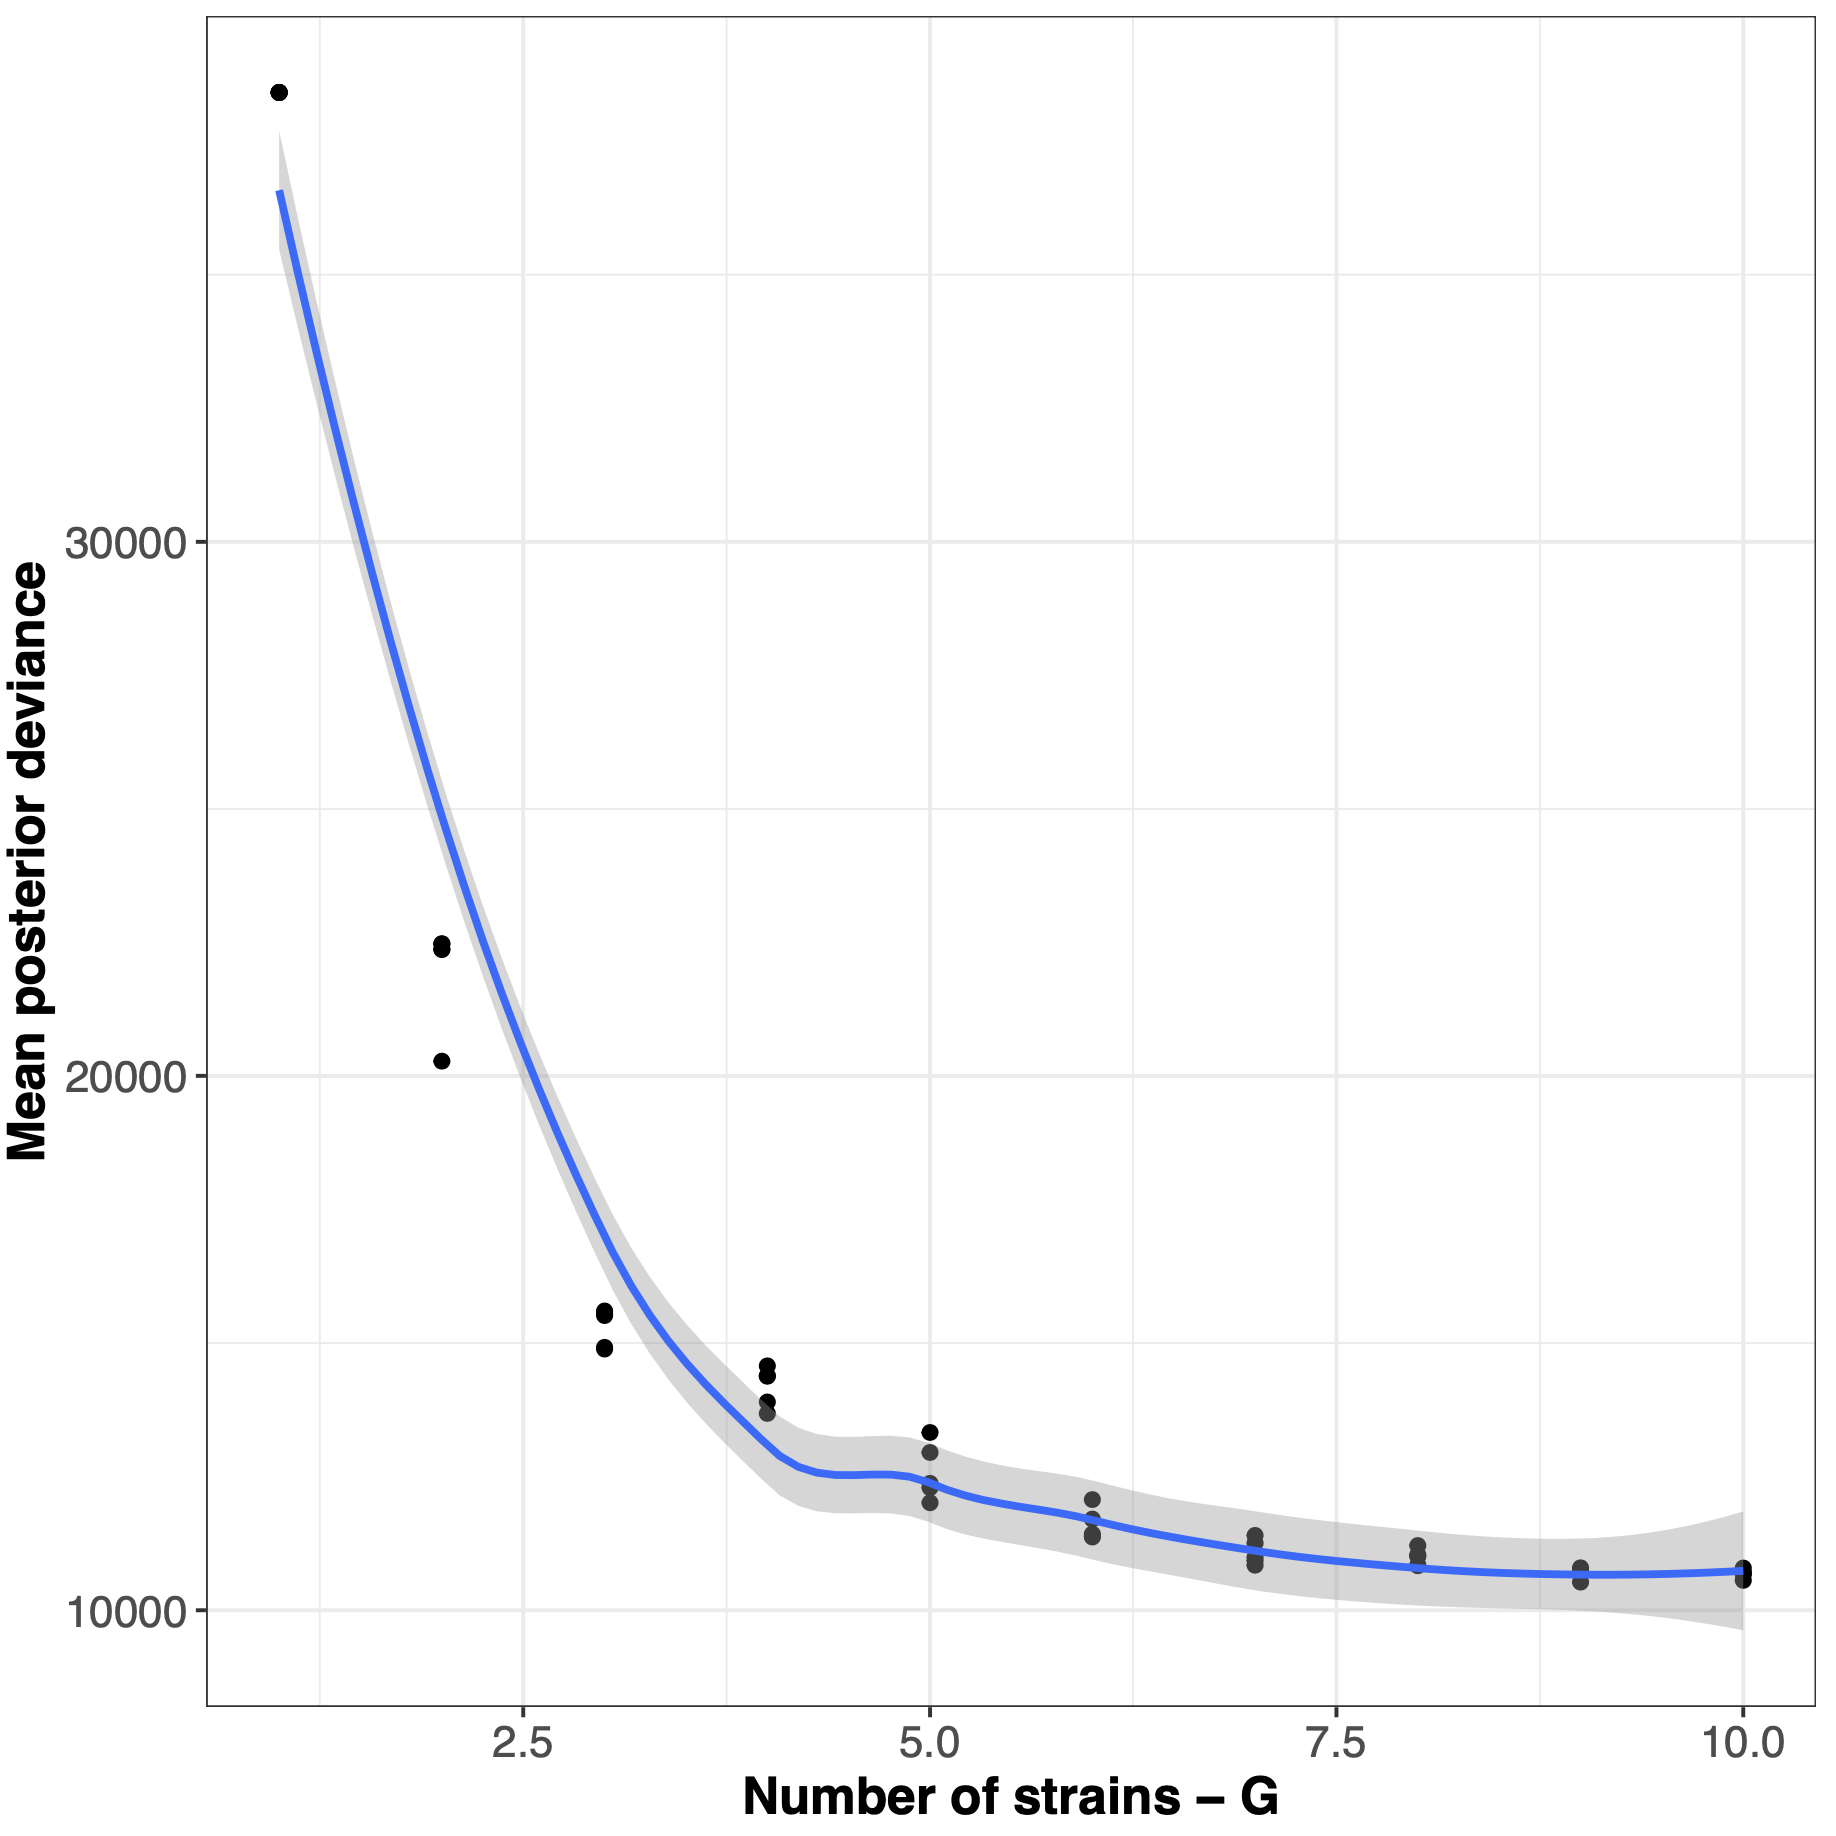 Mean posterior deviance
30000
20000
10000
2.5 5.0 7.5 10.0
Number of strains – G